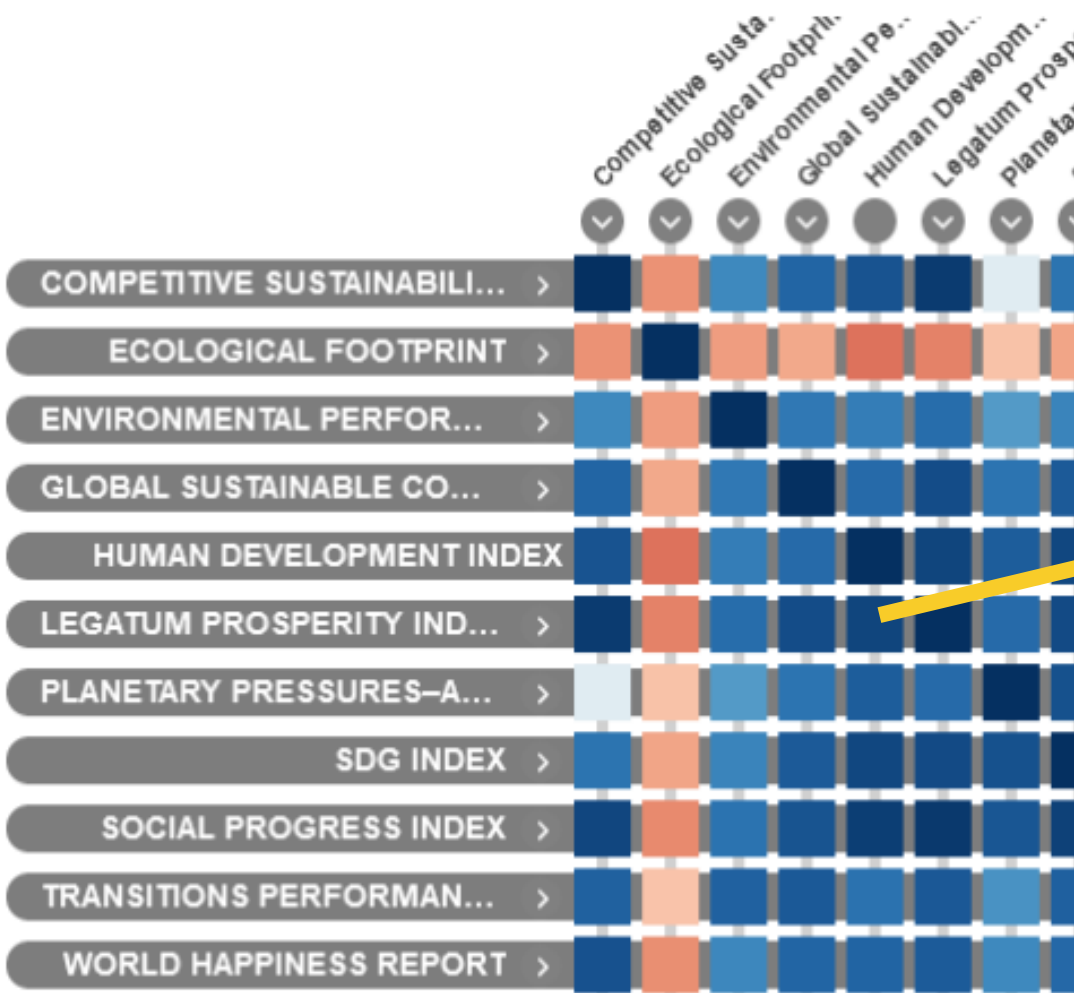 Competitive Susta...
Ecological Footprin
Environmental Pe...
Global Sustainabl...
Human Developm...
Legatum Prosp
Planeta
COMPETITIVE SUSTAINABILI...
ECOLOGICAL FOOTPRINT
ENVIRONMENTAL PERFOR...
GLOBAL SUSTAINABLE CO...
HUMAN DEVELOPMENT INDEX
LEGATUM PROSPERITY IND...
PLANETARY PRESSURES–A...
SDG INDEX
SOCIAL PROGRESS INDEX
TRANSITIONS PERFORMAN...
WORLD HAPPINESS REPORT